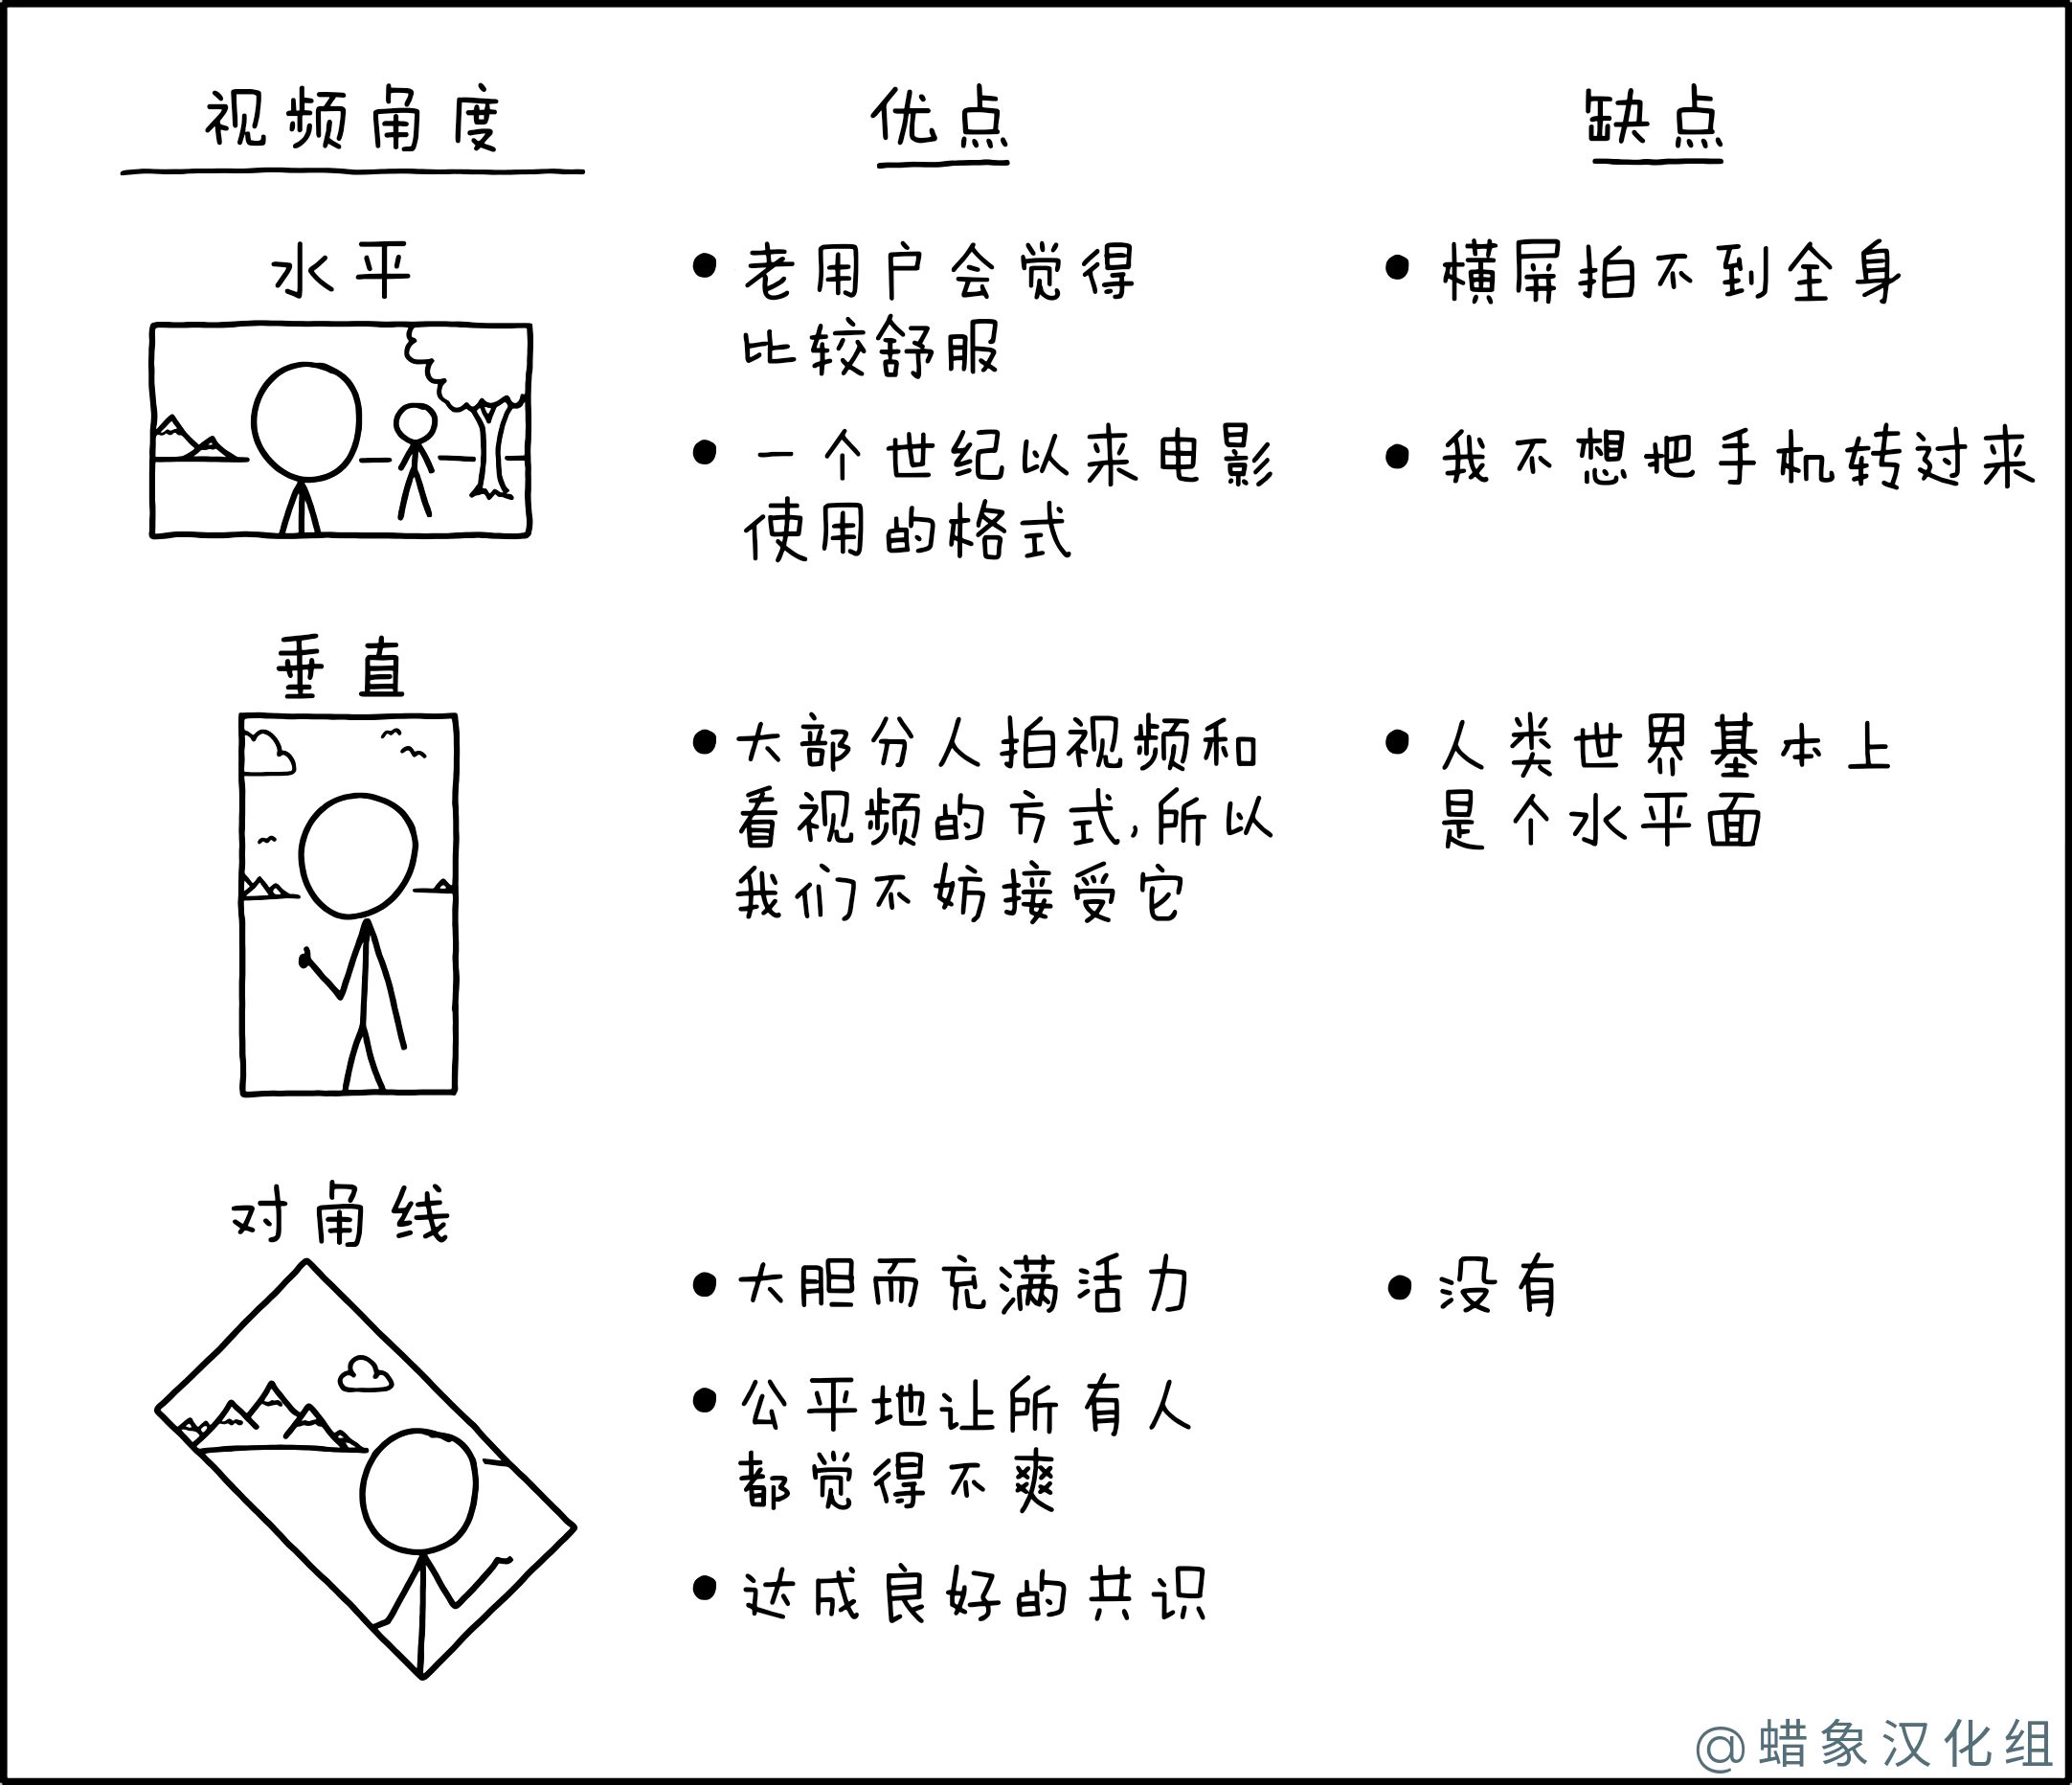 视频角度 优点 缺点
水平
老用户会觉得
比较舒服
一个世纪以来电影
使用的格式
横屏拍不到全身
我不想把手机转过来
垂直
大部分人拍视频和
看视频的方式,所以
我们不妨接受它
人类世界基本上
是个水平面
对角线
大胆而充满活力
公平地让所有人
都觉得不爽
达成良好的共识
没有
@蜡象汉化组